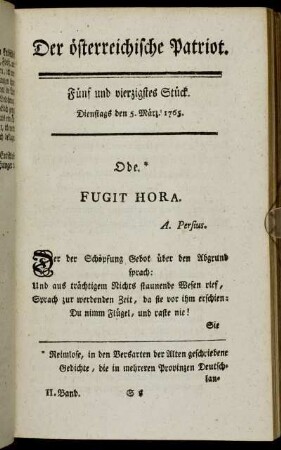 Der österreichische Patriot.
Fünf und vierzigstes Stück.
Dienstags den 5. März. 1765.
Ode.*
FUGIT HORA.
A. Persius.
Der der Schöpfung Gebot über den Abgrund
sprach:
Und aus trächtigem Nichts staunende Wesen rief,
Sprach zur werdenden Zeit, da sie vor ihm erschien:
Du nimm Flügel, und raste nie!
Sie
* Reimlose, in den Versarten der Alten geschriebene
Gedichte, die in mehreren Provinzen Deutsch-
lan-
II. Band. S s